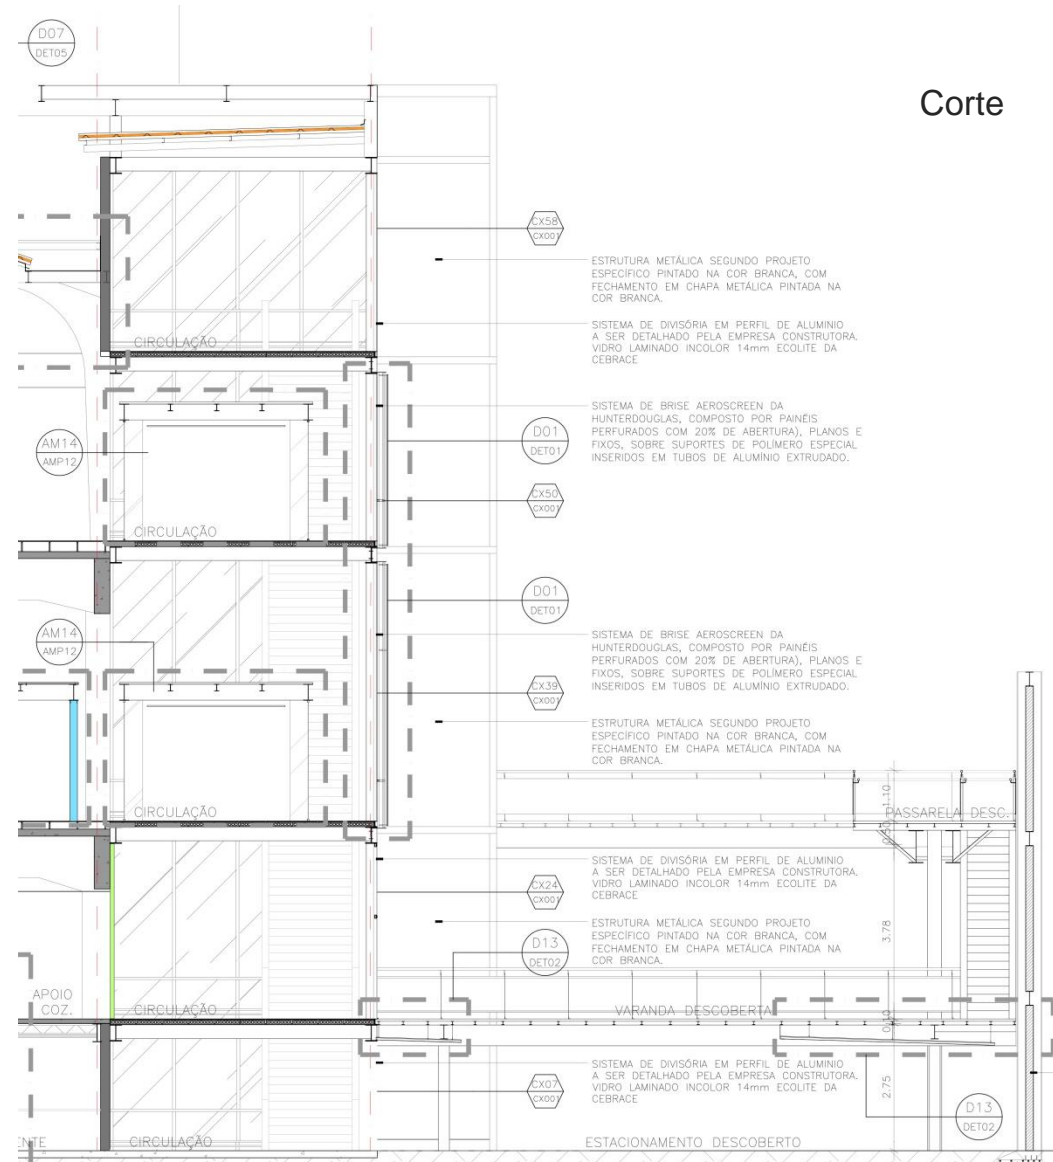 D07
DET05
Corte
CX58
CX001
ESTRUTURA METÁLICA SEGUNDO PROJETO
ESPECÍFICO PINTADO NA COR BRANCA, COM
FECHAMENTO EM CHAPA METÁLICA PINTADA NA
COR BRANCA.
SISTEMA DE DIVISÓRIA EM PERFIL DE ALUMINIO
A SER DETALHADO PELA EMPRESA CONSTRUTORA.
VIDRO LAMINADO INCOLOR 14mm ECOLITE DA
CEBRACE
CIRCULAÇÃO
SISTEMA DE BRISE AEROSCREEN DA
HUNTERDOUGLAS, COMPOSTO POR PAINÉIS
PERFURADOS COM 20% DE ABERTURA), PLANOS E
FIXOS, SOBRE SUPORTES DE POLÍMERO ESPECIAL
INSERIDOS EM TUBOS DE ALUMÍNIO EXTRUDADO.
D01
DET01
AM14
AMP12
CX50
CX001
CIRCULAÇÃO
D01
DET01
AM14
AMP12
SISTEMA DE BRISE AEROSCREEN DA
HUNTERDOUGLAS, COMPOSTO POR PAINÉIS
PERFURADOS COM 20% DE ABERTURA), PLANOS E
FIXOS, SOBRE SUPORTES DE POLÍMERO ESPECIAL
INSERIDOS EM TUBOS DE ALUMÍNIO EXTRUDADO.
CX39
CX001
ESTRUTURA METÁLICA SEGUNDO PROJETO
ESPECÍFICO PINTADO NA COR BRANCA, COM
FECHAMENTO EM CHAPA METÁLICA PINTADA NA
COR BRANCA.
1.10
CIRCULAÇÃO
PASSARELA DESC.
SISTEMA DE DIVISÓRIA EM PERFIL DE ALUMINIO
A SER DETALHADO PELA EMPRESA CONSTRUTORA.
VIDRO LAMINADO INCOLOR 14mm ECOLITE DA
CEBRACE
CX24
CX001
ESTRUTURA METÁLICA SEGUNDO PROJETO
ESPECÍFICO PINTADO NA COR BRANCA, COM
FECHAMENTO EM CHAPA METÁLICA PINTADA NA
COR BRANCA.
3.78
D13
DET02
APOIO
COZ.
CIRCULAÇÃO
VARANDA DESCOBERTA
SISTEMA DE DIVISÓRIA EM PERFIL DE ALUMINIO
A SER DETALHADO PELA EMPRESA CONSTRUTORA.
VIDRO LAMINADO INCOLOR 14mm ECOLITE DA
CEBRACE
CX07
CX001
2.75
D13
DET02
ENTE
CIRCULAÇÃO
ESTACIONAMENTO DESCOBERTO